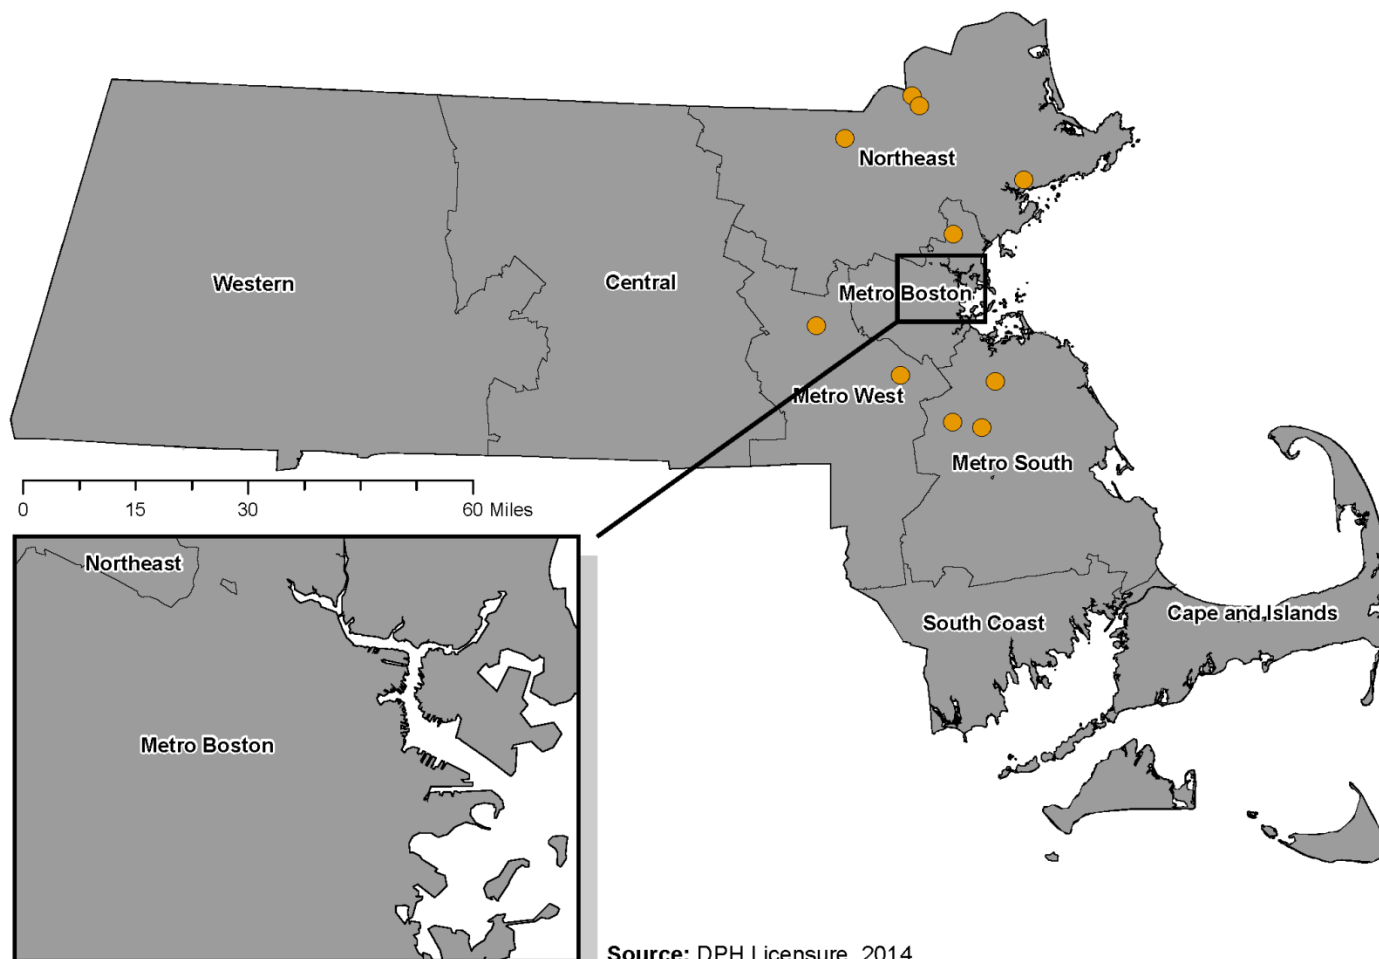 Northeast
Western
Central
Metro Boston
Metro West
Metro South
0 15 30 60 Miles
Northeast
South Coast
Cape and Islands
Metro Boston
Source: DPH Licensure, 2014